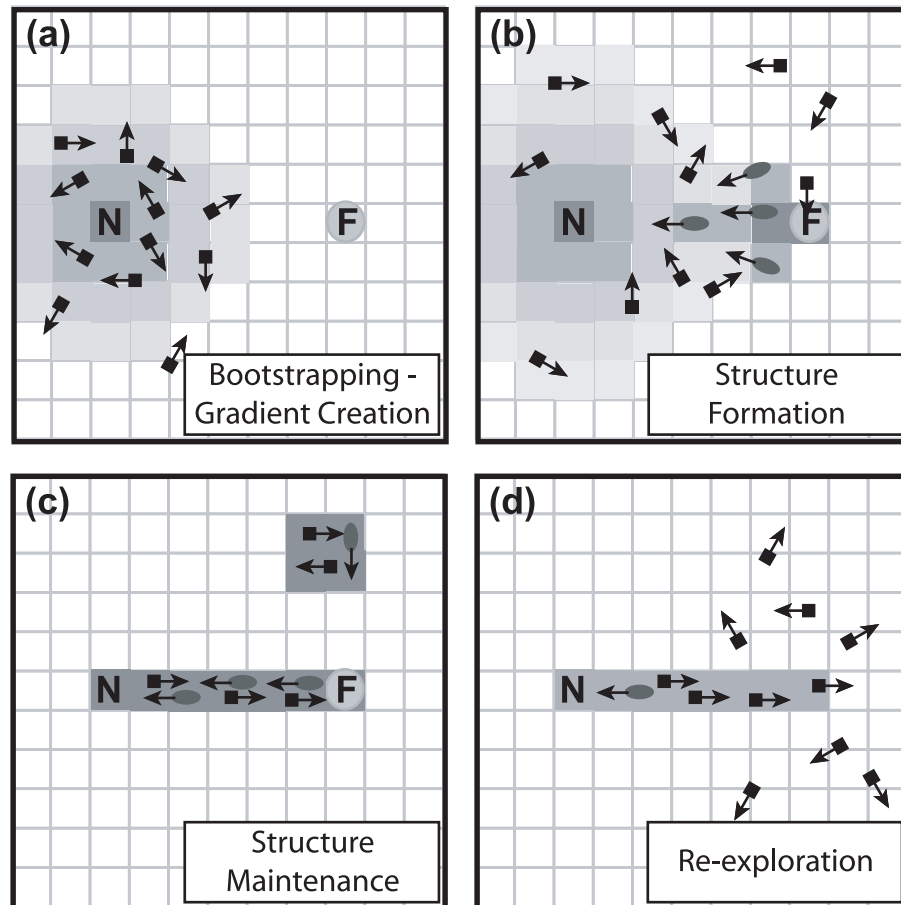 (a)
N
F
Bootstrapping -
Gradient Creation
(b)
N
F
Structure
Formation
(c)
N
F
Structure
Maintenance
(d)
N
Re-exploration